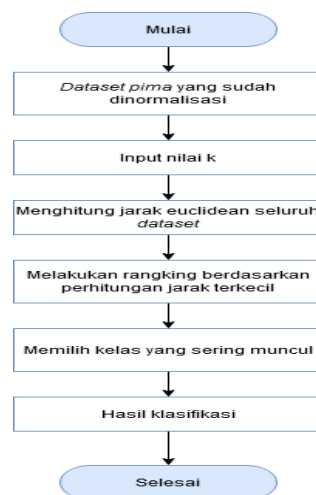 Mulai
Dataset pima yang sudah
dinormalisasi
Input nilai k
Menghitung jarak euclidean seluruh
dataset
Melakukan rangking berdasarkan
perhitungan jarak terkecil
Memilih kelas yang sering muncul
Hasil klasifikasi
Selesai